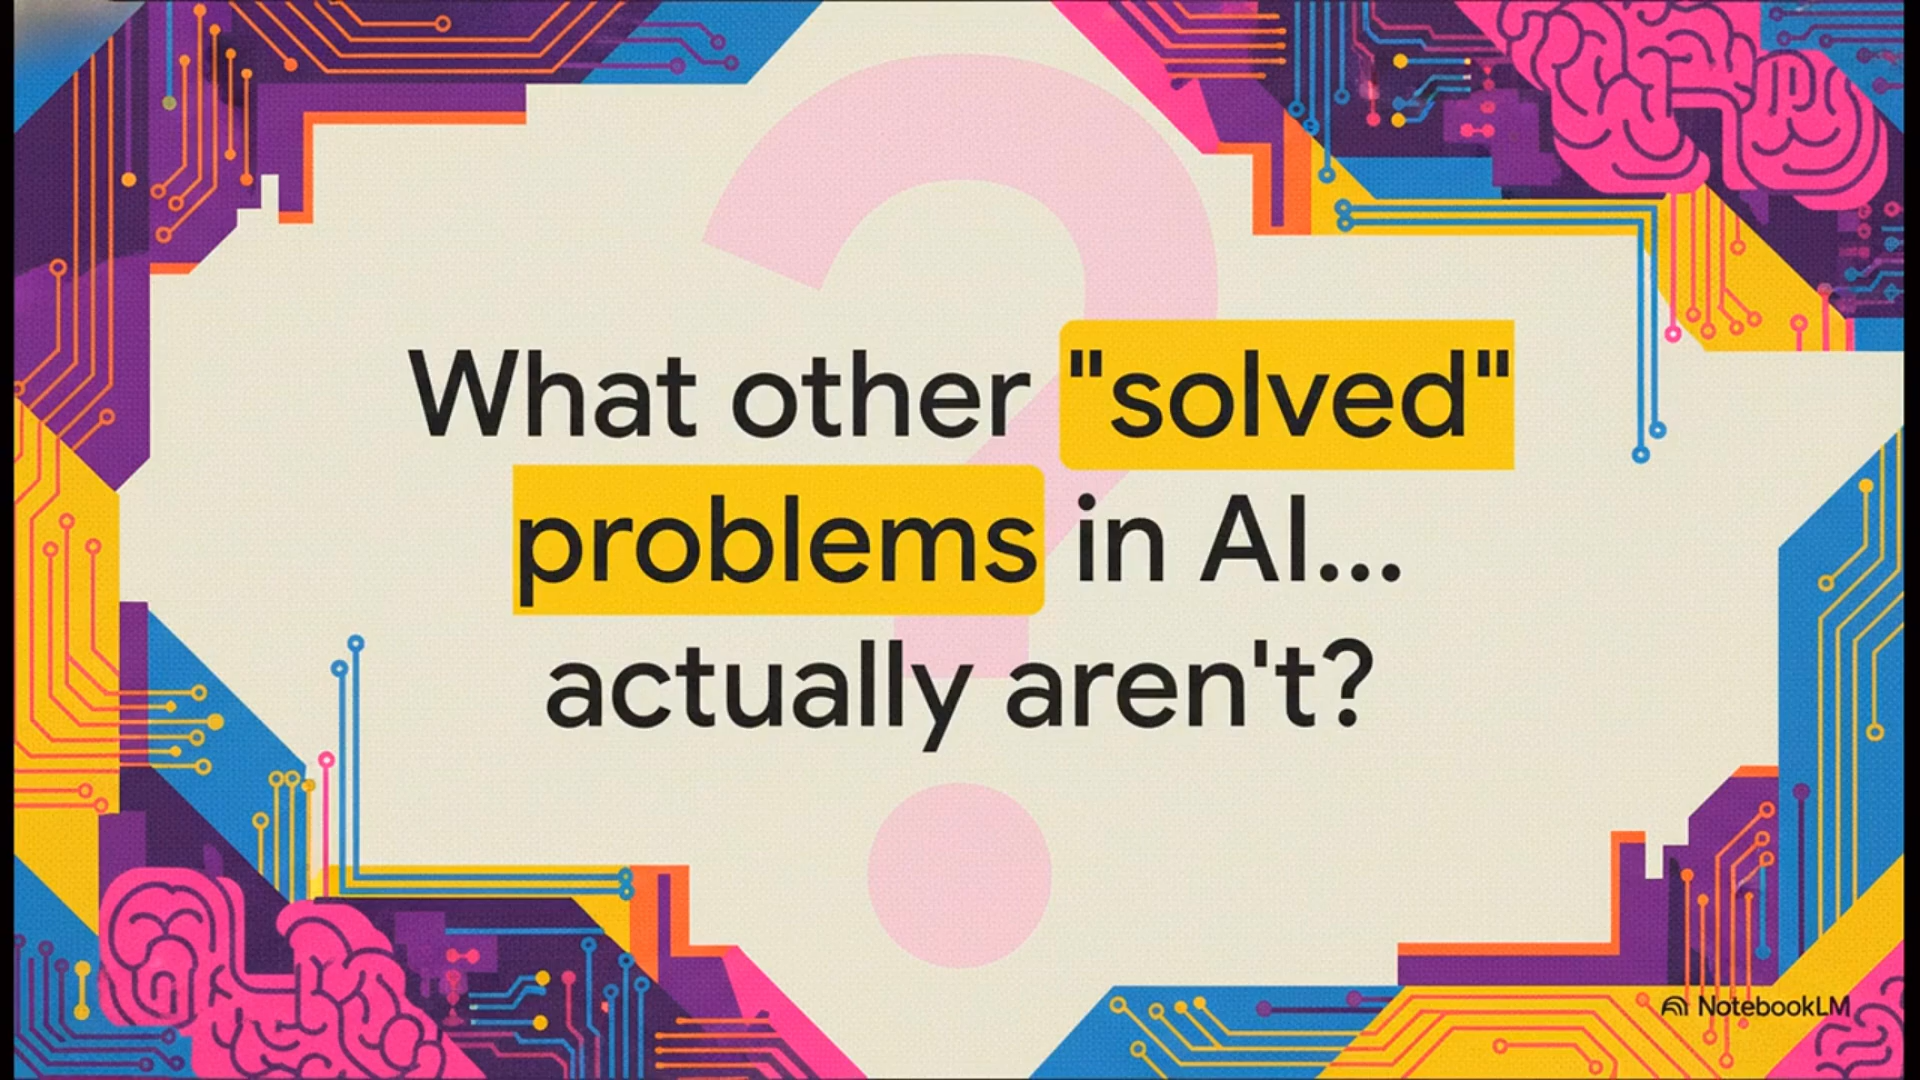 What other "solved"
problems in AI...
actually aren't?
NotebookLM